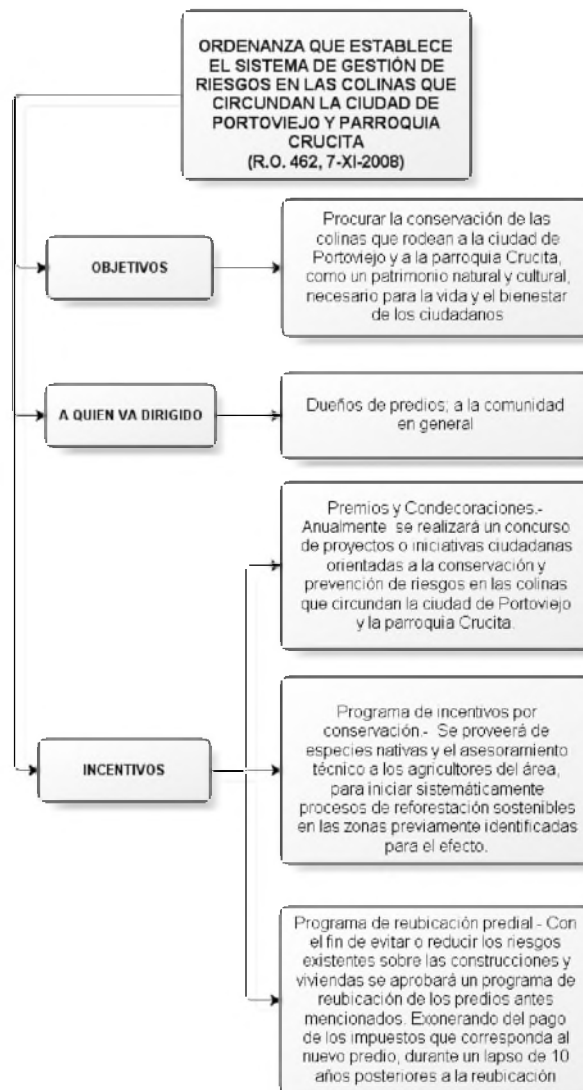 ORDENANZA QUE ESTABLECE
EL SISTEMA DE GESTIÓN DE
RIESGOS EN LAS COLINAS QUE
CIRCUNDAN LA CIUDAD DE
PORTOVIEJO Y PARROQUIA
CRUCITA
(R.O. 462, 7-XI-2008)
OBJETIVOS
Procurar la conservación de las
colinas que rodean a la ciudad de
Portoviejo y a la parroquia Crucita,
como un patrimonio natural y cultural,
necesario para la vida y el bienestar
de los ciudadanos
A QUIEN VA DIRIGIDO
Dueños de predios; a la comunidad
en general
INCENTIVOS
Premios y Condecoraciones.-
Anualmente se realizará un concurso
de proyectos o iniciativas ciudadanas
orientadas a la conservación y
prevención de riesgos en las colinas
que circundan la ciudad de Portoviejo
y la parroquia Crucita.
Programa de incentivos por
conservación.- Se proveerá de
especies nativas y el asesoramiento
técnico a los agricultores del área,
para iniciar sistemáticamente
procesos de reforestación sostenibles
en las zonas previamente identificadas
para el efecto.
Programa de reubicación predial.- Con
el fin de evitar o reducir los riesgos
existentes sobre las construcciones y
viviendas se aprobará un programa de
reubicación de los predios antes
mencionados. Exonerando del pago
de los impuestos que corresponda al
nuevo predio, durante un lapso de 10
años posteriores a la reubicación